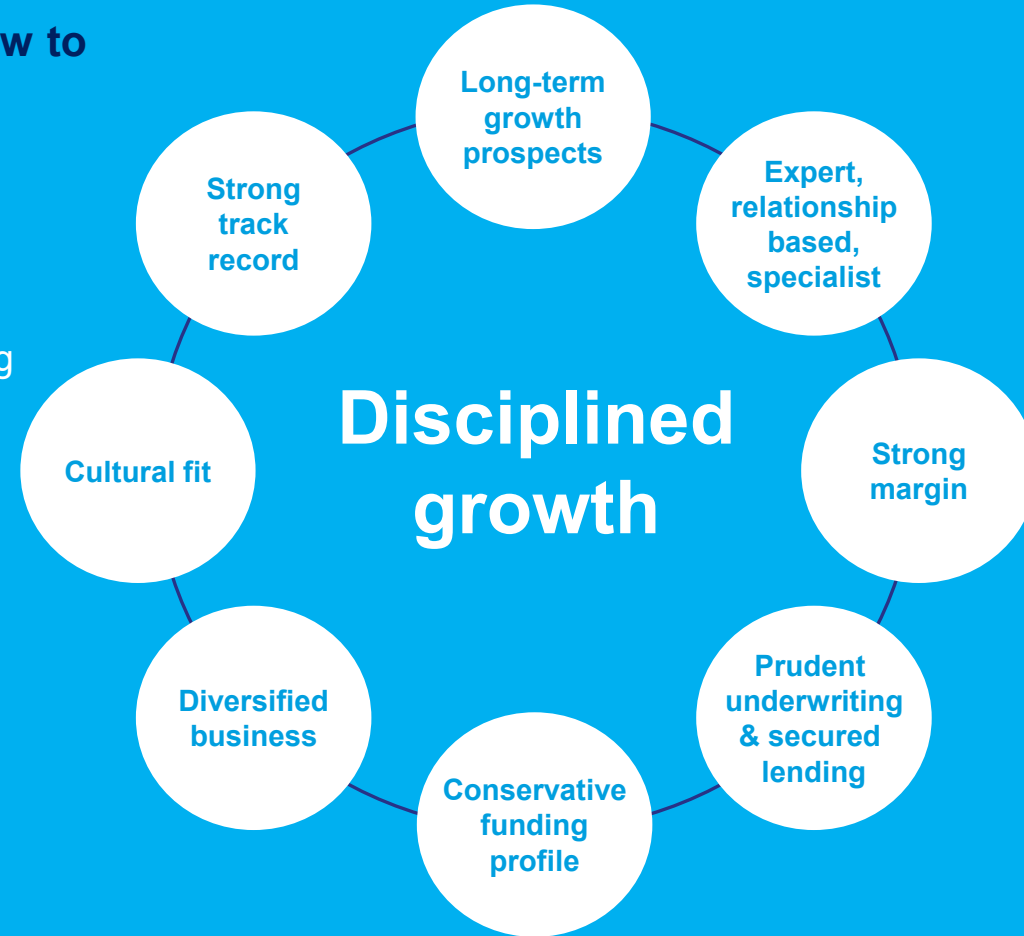 w to
g
Long-term
growth
prospects
Expert,
relationship
based,
specialist
Strong
margin
Prudent
underwriting
& secured
lending
Conservative
funding
profile
Diversified
business
Cultural fit
Strong
track
record
Disciplined
growth